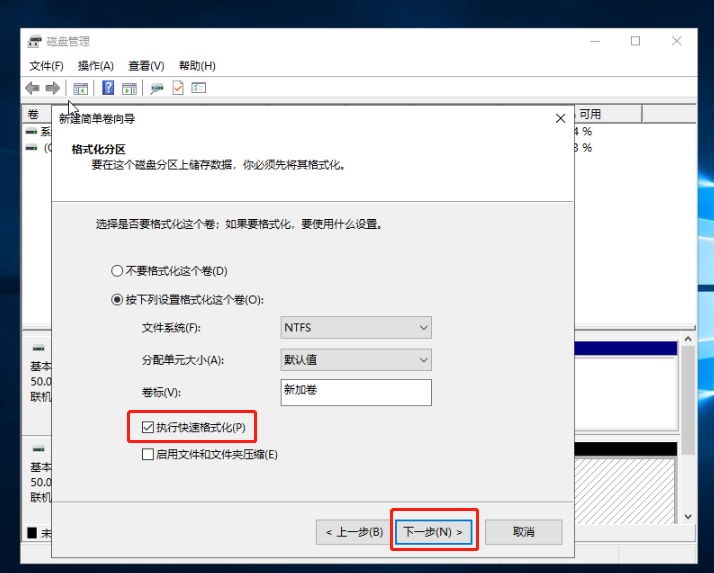 磁盘管理
文件(F) 操作(A) 查看(V) 帮助(H)
卷
可用
系
4 %
(C
3 %
新建简单卷向导
格式化分区
要在这个磁盘分区上储存数据，你必须先将其格式化。
选择是否要格式化这个卷；如果要格式化，要使用什么设置。
不要格式化这个卷(D)
按下列设置格式化这个卷(O):
文件系统(F): NTFS
分配单元大小(A): 默认值
卷标(V): 新加卷
执行快速格式化(P)
启用文件和文件夹压缩(E)
基本
50.0
联机
基本
50.0
联机
未
< 上一步(B) 下一步(N) > 取消